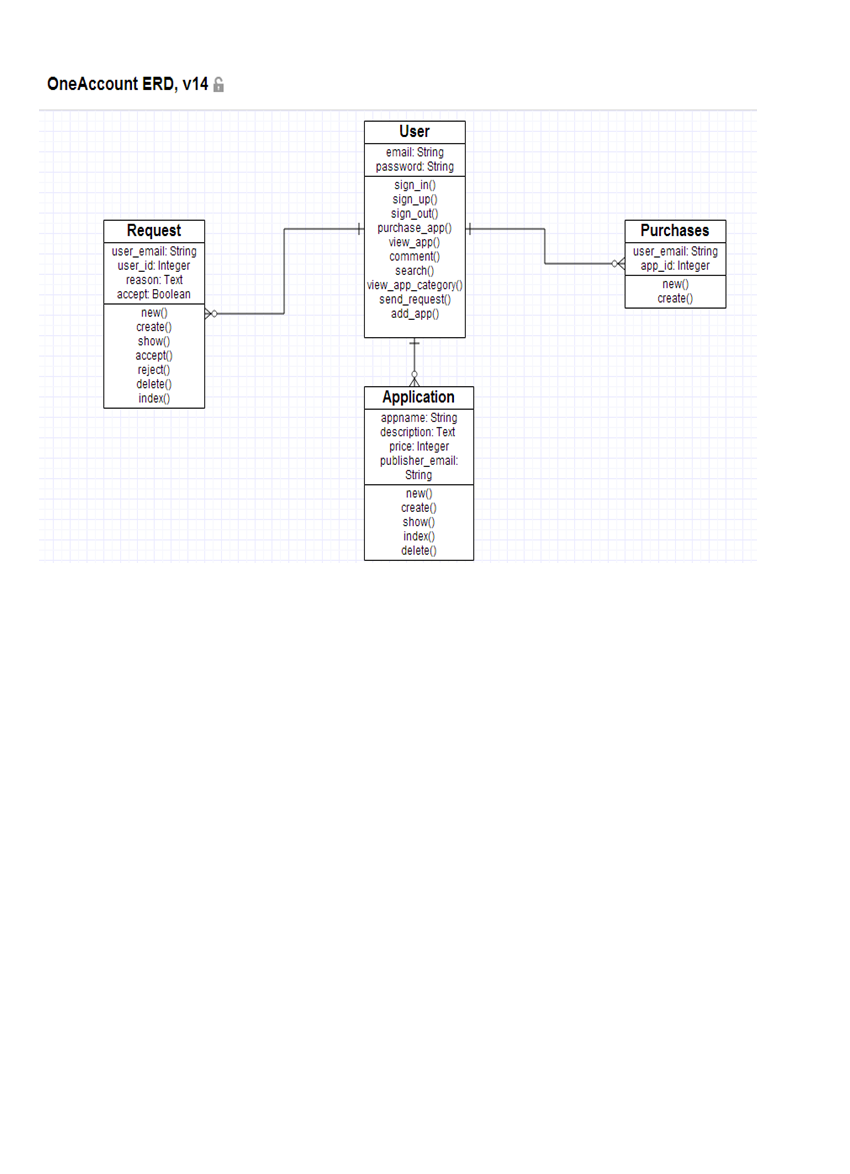 OneAccount ERD, v14
User
email: String
password: String
sign_in()
sign_up()
sign_out()
purchase_app()
view_app()
comment()
search()
view_app_category()
send_request()
add_app()
Request
user_email: String
user_id: Integer
reason: Text
accept: Boolean
new()
create()
show()
accept()
reject()
delete()
index()
Purchases
user_email: String
app_id: Integer
new()
create()
Application
appname: String
description: Text
price: Integer
publisher_email:
String
new()
create()
show()
index()
delete()